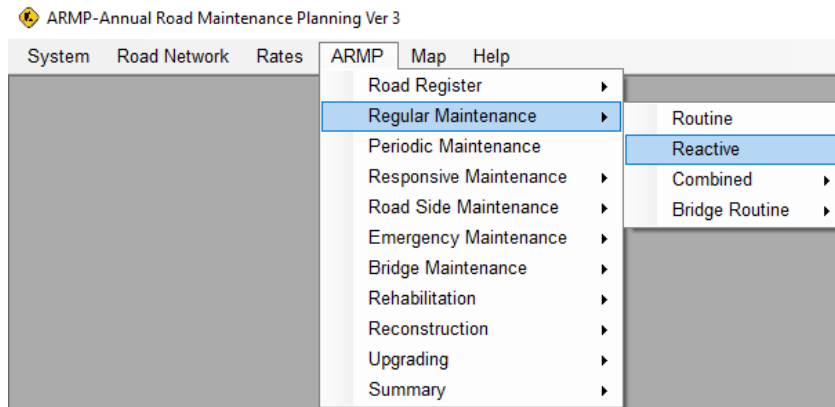 ARMP-Annual Road Maintenance Planning Ver 3
System Road Network Rates ARMP Map Help
Road Register
Regular Maintenance
Periodic Maintenance
Responsive Maintenance
Road Side Maintenance
Emergency Maintenance
Bridge Maintenance
Rehabilitation
Reconstruction
Upgrading
Summary
Routine
Reactive
Combined
Bridge Routine